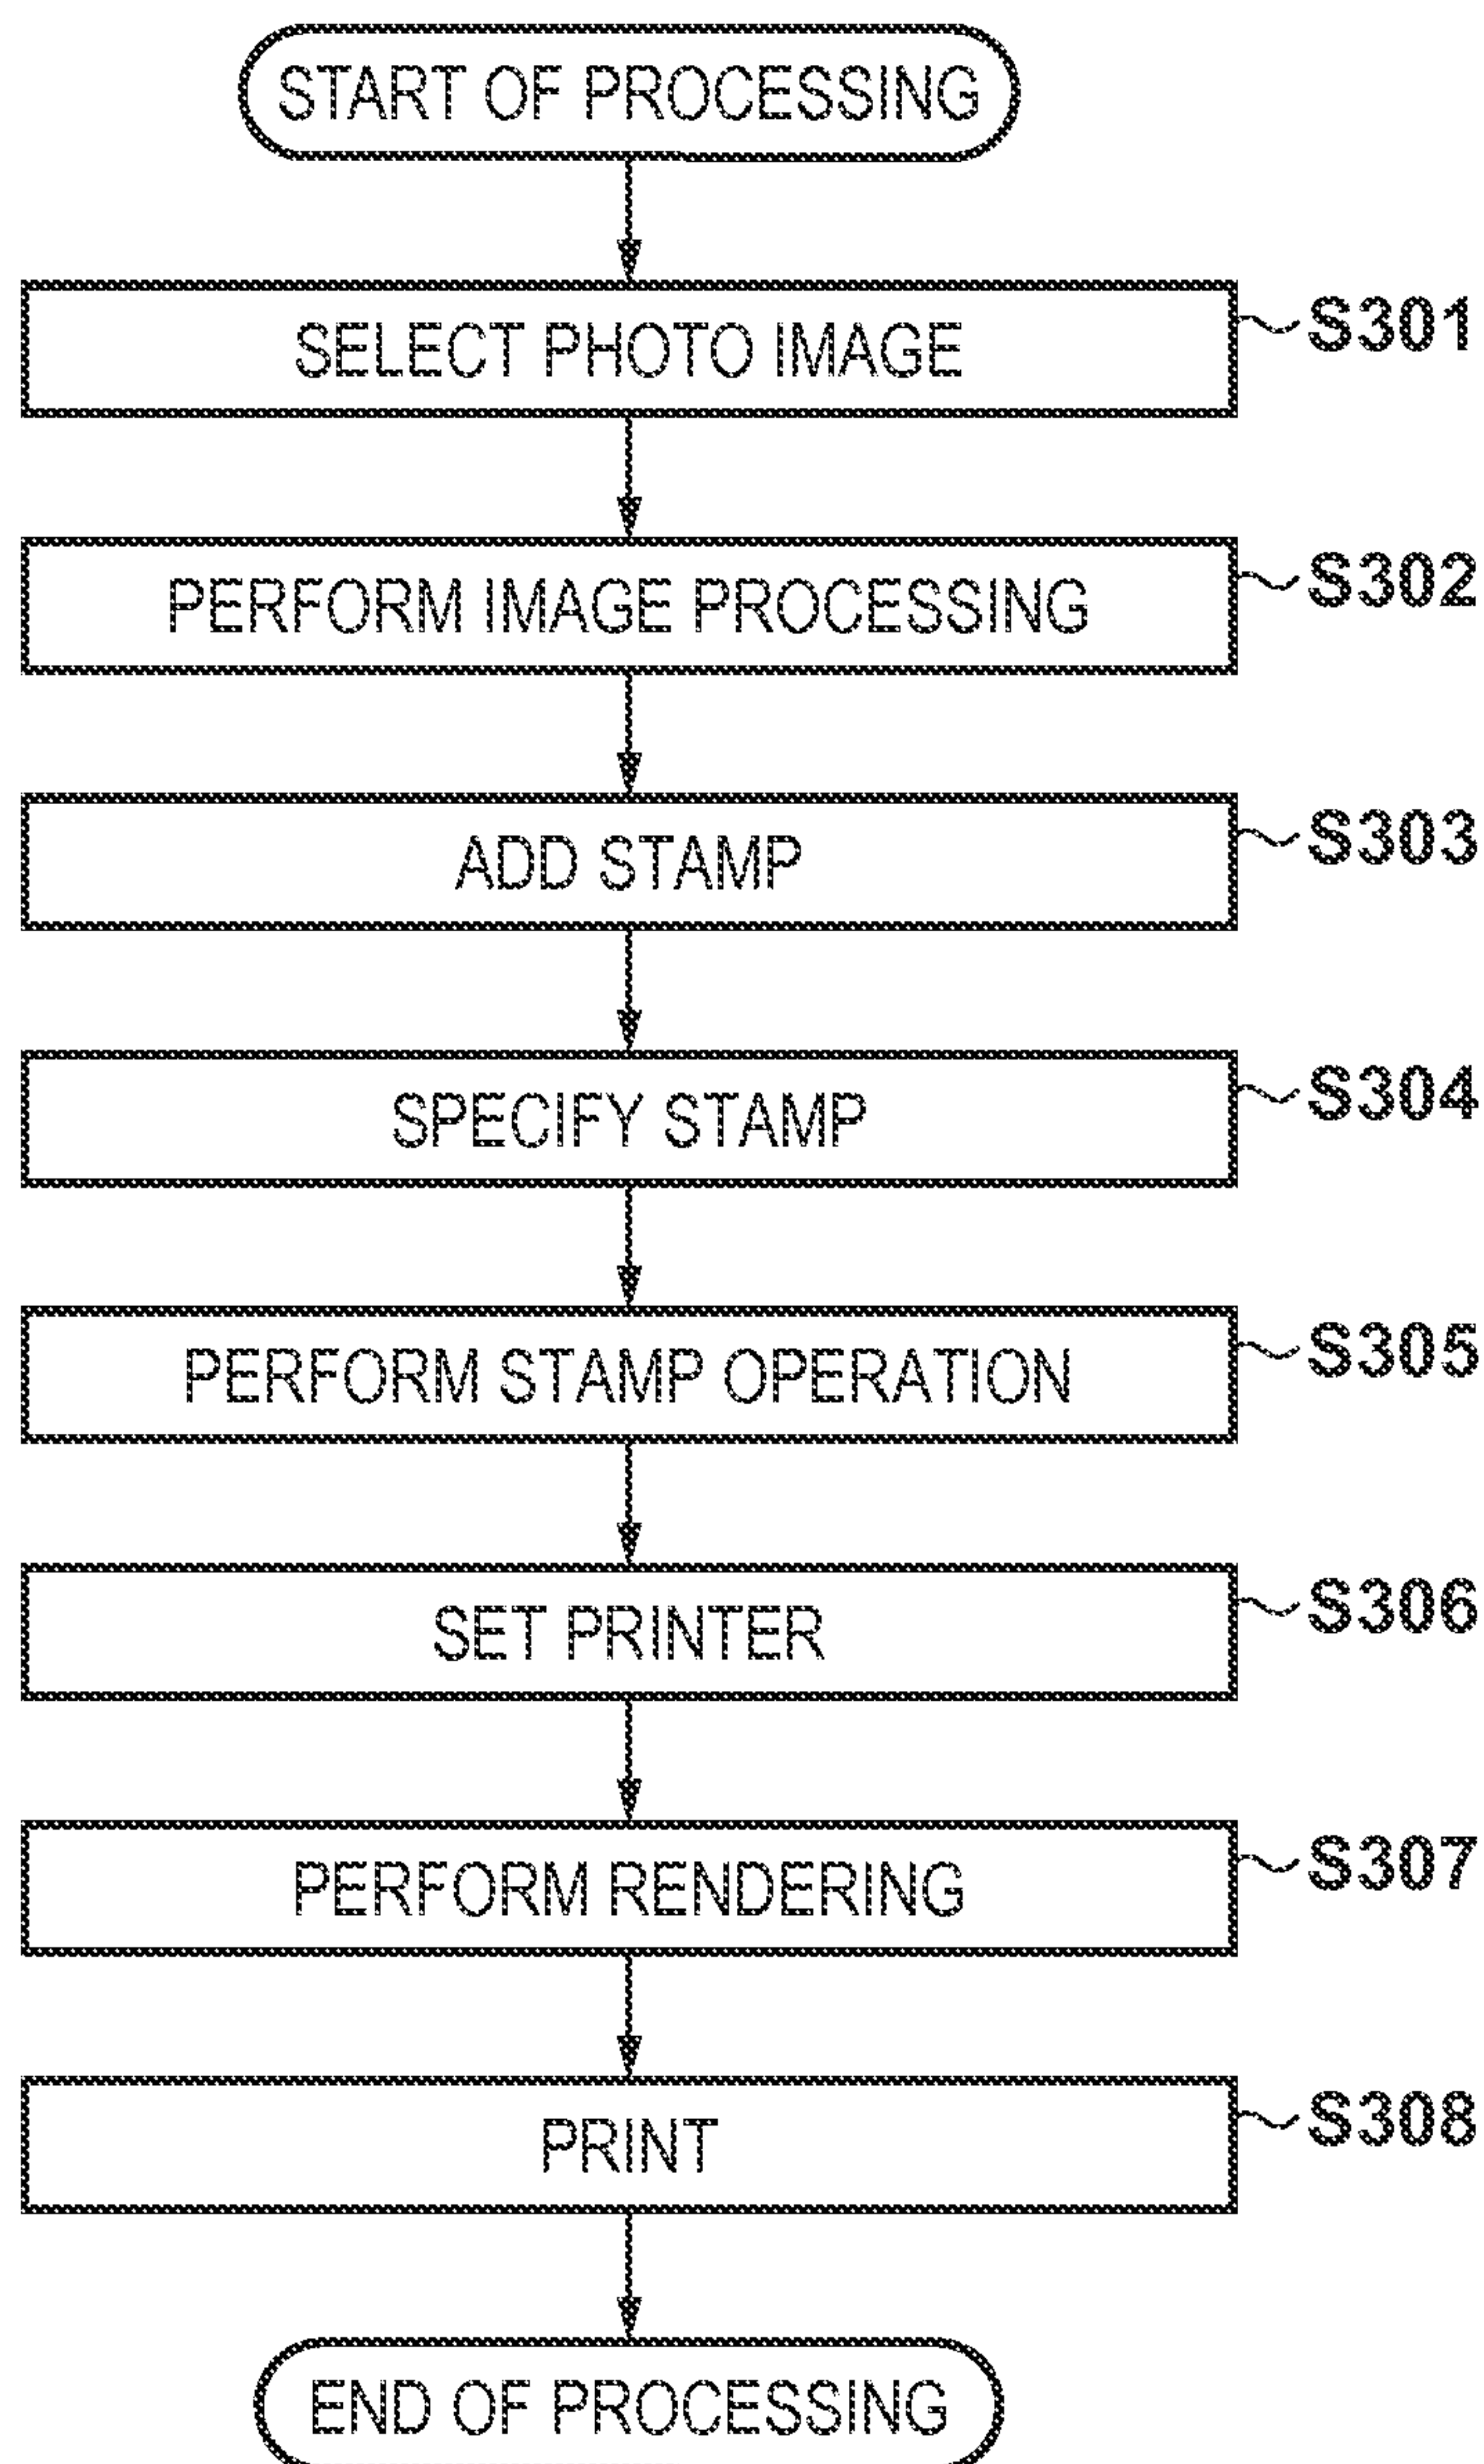 START OF PROCESSING
SELECT PHOTO IMAGE S301
PERFORM IMAGE PROCESSING S302
ADD STAMP S303
SPECIFY STAMP S304
PERFORM STAMP OPERATION S305
SET PRINTER S306
PERFORM RENDERING S307
PRINT S308
END OF PROCESSING